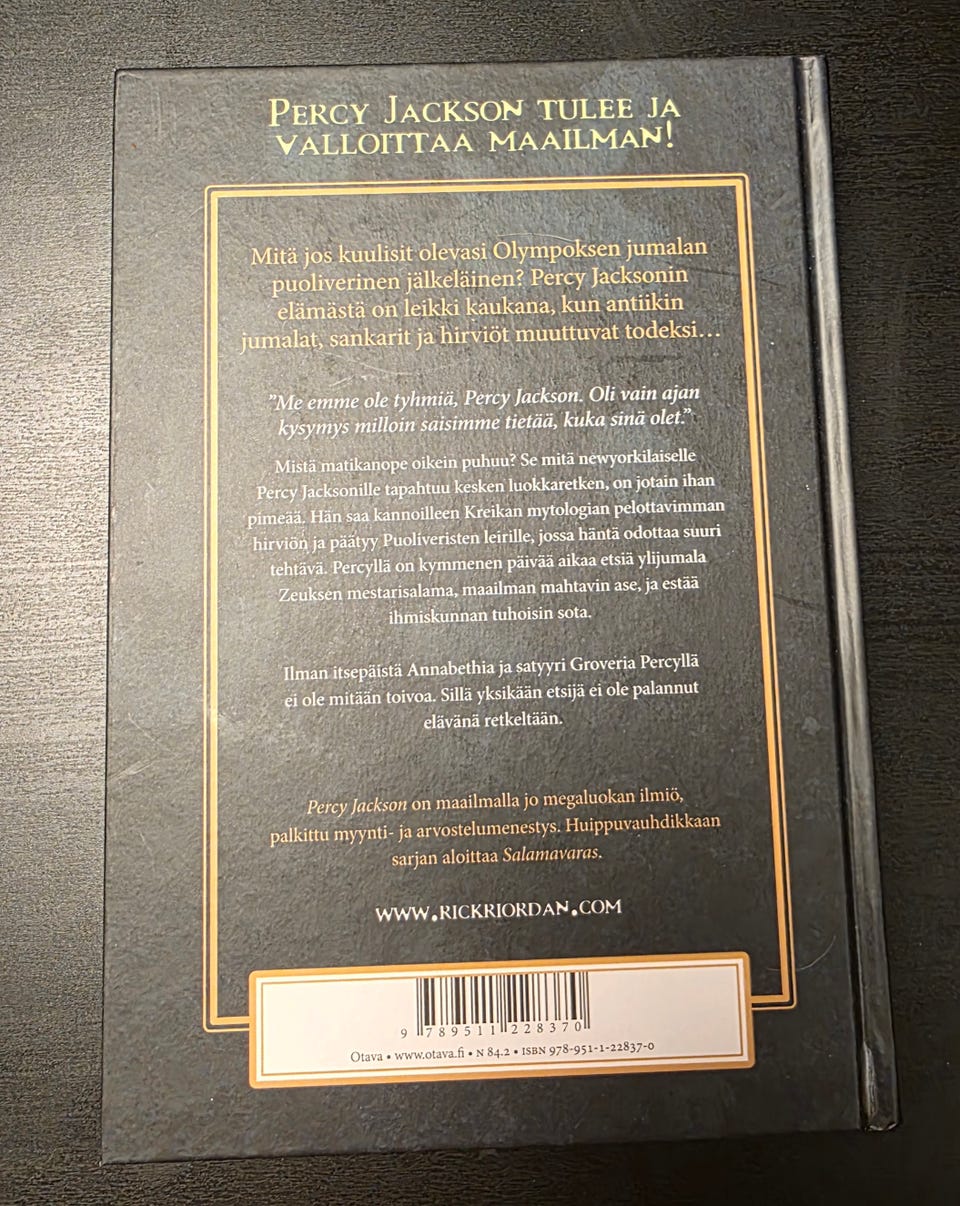 Percy Jackson tulee ja
valloittaa maailman!
Mitä jos kuulisit olevasi Olympoksen jumalan
puoliverinen jälkeläinen? Percy Jacksonin
elämästä on leikki kaukana, kun antiikin
jumalat, sankarit ja hirviöt muuttuvat todeksi…
”Me emme ole tyhmiä, Percy Jackson. Oli vain ajan
kysymys milloin saisimme tietää, kuka sinä olet.”
Mistä matikanope oikein puhuu? Se mitä newyorkilaiselle
Percy Jacksonille tapahtuu kesken luokkaretken, on jotain ihan
pimeää. Hän saa kannoilleen Kreikan mytologian pelottavimman
hirviön ja päätyy Puoliveristen leirille, jossa häntä odottaa suuri
tehtävä. Percyllä on kymmenen päivää aikaa etsiä ylijumala
Zeuksen mestarisalama, maailman mahtavin ase, ja estää
ihmiskunnan tuhoisin sota.
Ilman itsepäistä Annabethia ja satyyri Groveria Percyllä
ei ole mitään toivoa. Sillä yksikään etsijä ei ole palannut
elävänä retkeltään.
Percy Jackson on maailmalla jo megaluokan ilmiö,
palkittu myynti- ja arvostelumenestys. Huippuvauhdikkaan
sarjan aloittaa Salamavaras.
www.rickriordan.com
9 789511 228370
Otava • www.otava.fi • N 84.2 • ISBN 978-951-1-22837-0